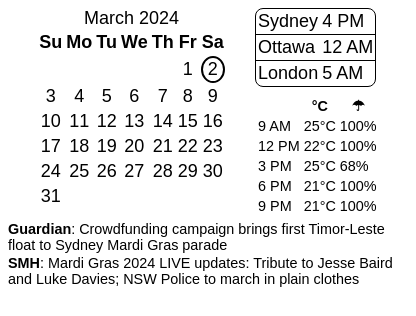 March 2024
Su Mo Tu We Th Fr Sa
1 2
3 4 5 6 7 8 9
10 11 12 13 14 15 16
17 18 19 20 21 22 23
24 25 26 27 28 29 30
31
Sydney 4 PM
Ottawa 12 AM
London 5 AM
°C ☂
9 AM 25°C 100%
12 PM 22°C 100%
3 PM 25°C 68%
6 PM 21°C 100%
9 PM 21°C 100%
Guardian: Crowdfunding campaign brings first Timor-Leste
float to Sydney Mardi Gras parade
SMH: Mardi Gras 2024 LIVE updates: Tribute to Jesse Baird
and Luke Davies; NSW Police to march in plain clothes